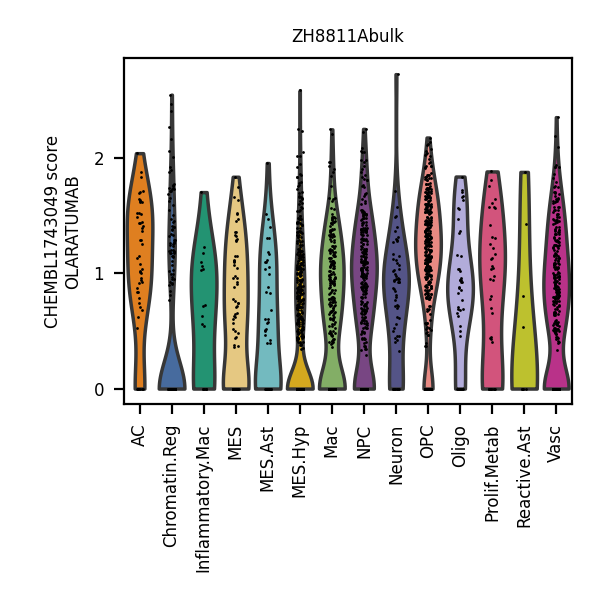 ZH8811Abulk
CHEMBL1743049 score
OLARATUMAB
2
1
0
AC
Chromatin.Reg
Inflammatory.Mac
MES
MES.Ast
MES.Hyp
Mac
NPC
Neuron
OPC
Oligo
Prolif.Metab
Reactive.Ast
Vasc